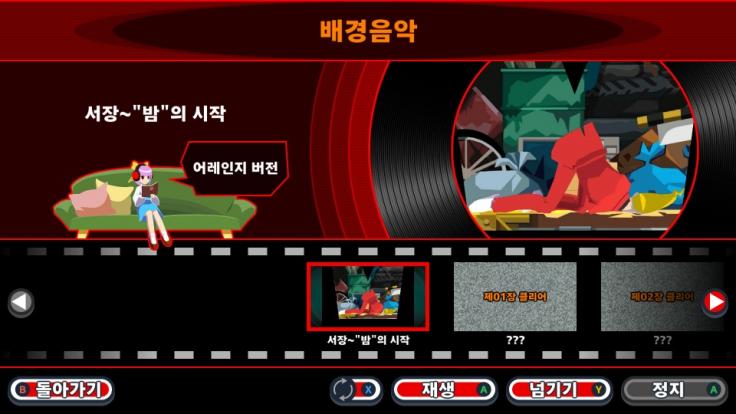 배경음악
서장~"밤"의 시작
어레인지 버전
제01장 클리어
제02장 클리어
서장~"밤"의 시작
???
???
B 돌아가기
X
재생 A
넘기기 Y
정지 A